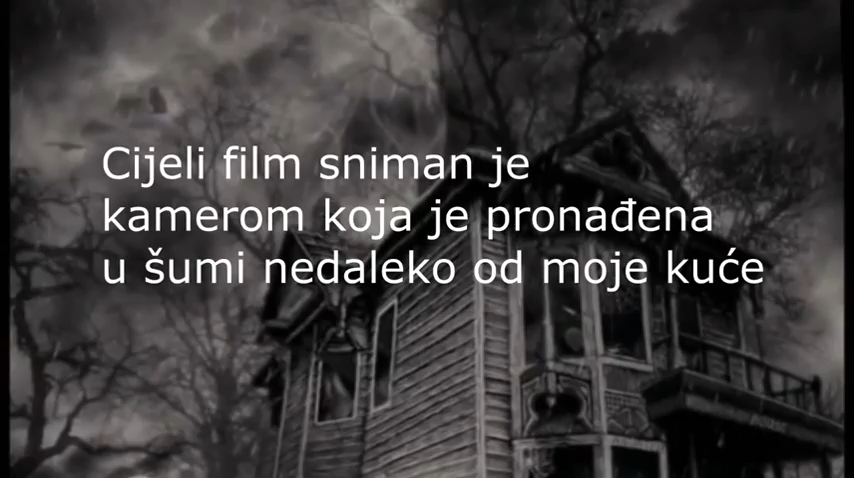 Cijeli film sniman je
kamerom koja je pronađena
u šumi nedaleko od moje kuće